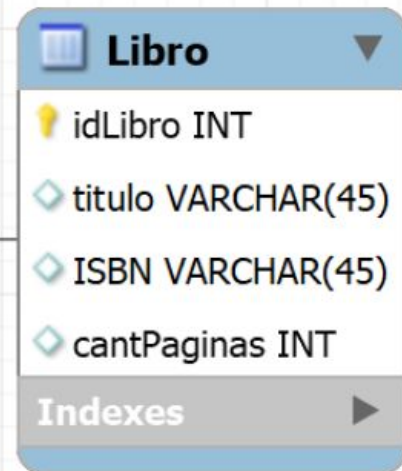 Libro
idLibro INT
titulo VARCHAR(45)
ISBN VARCHAR(45)
cantPaginas INT
Indexes